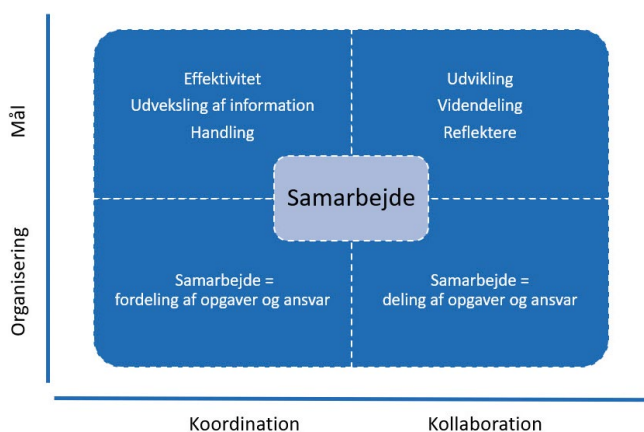 Mål
Effektivitet
Udveksling af information
Handling
Udvikling
Videndeling
Reflektere
Samarbejde
Organisering
Samarbejde =
fordeling af opgaver og ansvar
Samarbejde =
deling af opgaver og ansvar
Koordination
Kollaboration